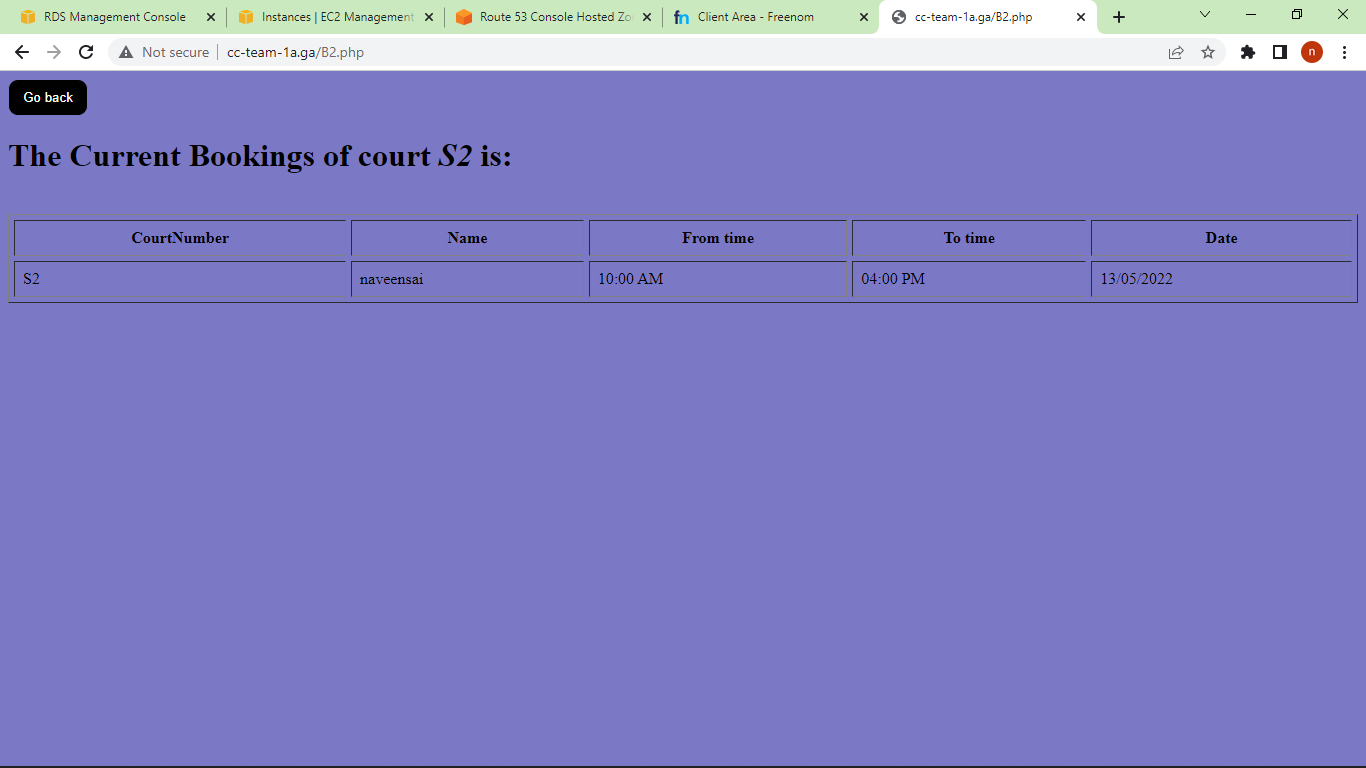 RDS Management Console
Instances | EC2 Management
Route 53 Console Hosted Zo
fn Client Area - Freenom
cc-team-1a.ga/B2.php
Not secure | cc-team-1a.ga/B2.php
n
Go back
The Current Bookings of court S2 is:
CourtNumber Name From time To time Date
S2 naveensai 10:00 AM 04:00 PM 13/05/2022